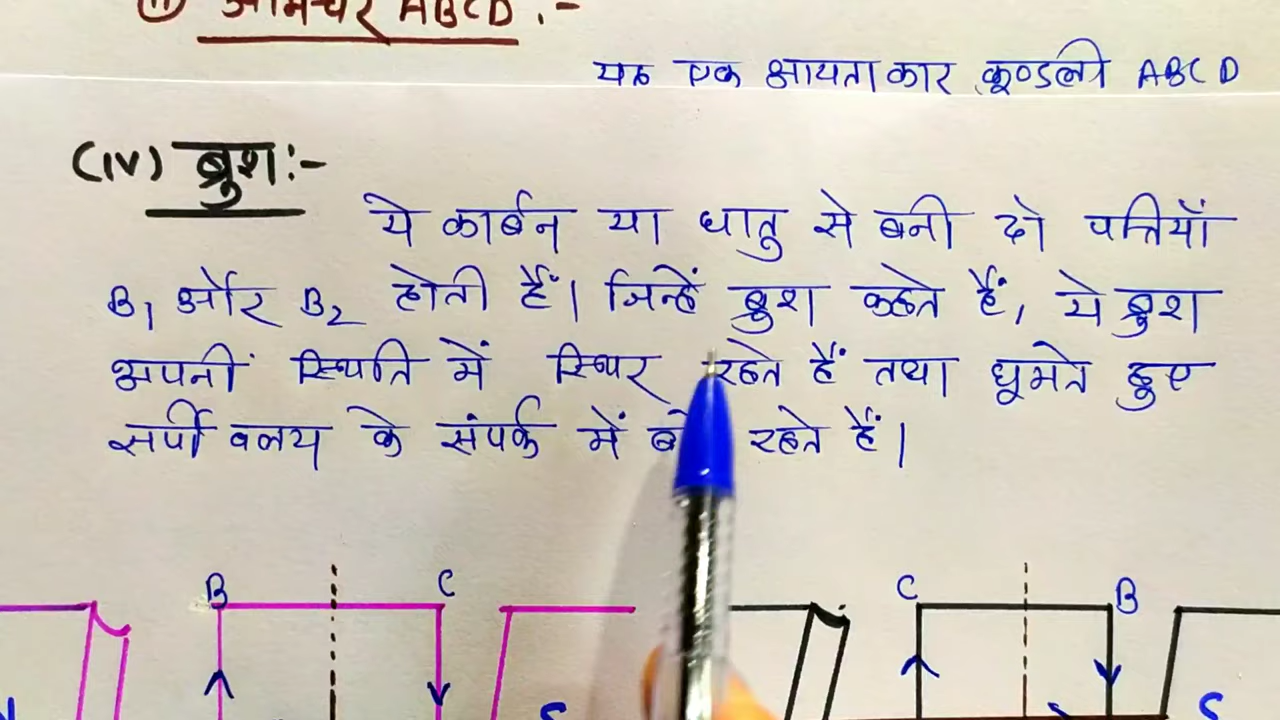 (ii) आर्मेचर ABCD :-
यह एक आयताकार कूण्डली ABCD
(iv) ब्रुश:-
ये कार्बन या धातु से बनी दो पत्तियाँ
B₁ और B₂ होती हैं। जिन्हें ब्रुश कहते हैं, ये ब्रुश
अपनी स्थिति में स्थिर रहते हैं तथा घूमते हुए
सर्पी वलय के संपर्क में रहते हैं।
B C C B
S S